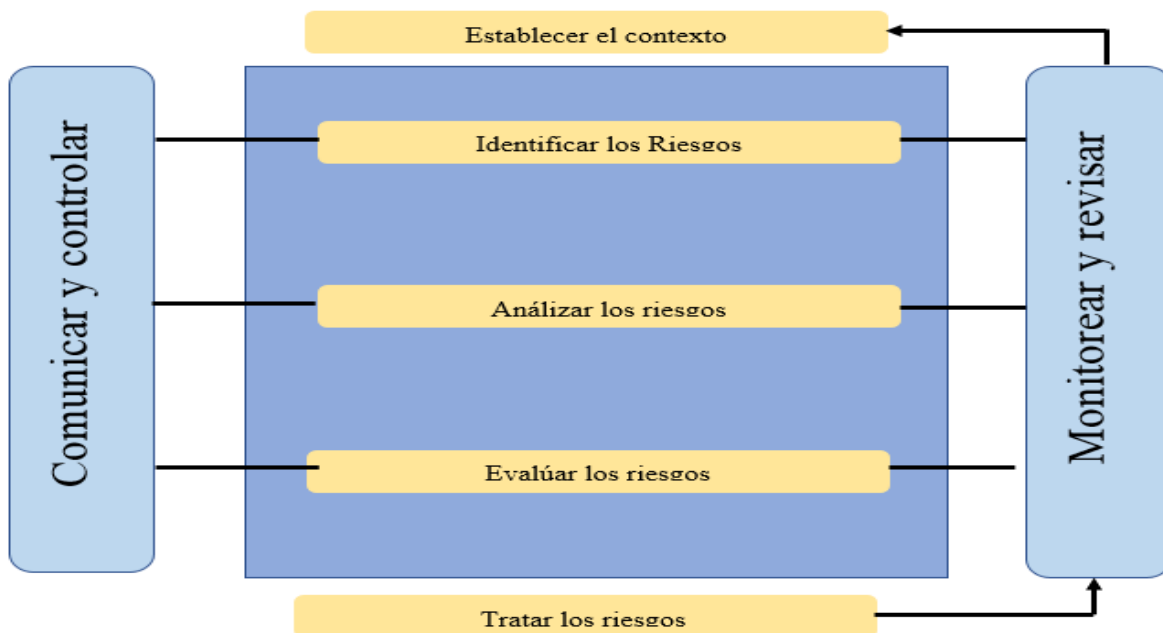 Establecer el contexto
Comunicar y controlar
Identificar los Riesgos
Análizar los riesgos
Evalúar los riesgos
Monitorear y revisar
Tratar los riesgos